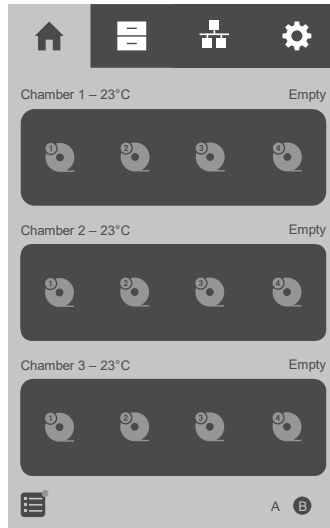 Chamber 1 – 23°C Empty
1 2 3 4
Chamber 2 – 23°C Empty
1 2 3 4
Chamber 3 – 23°C Empty
1 2 3 4
A B